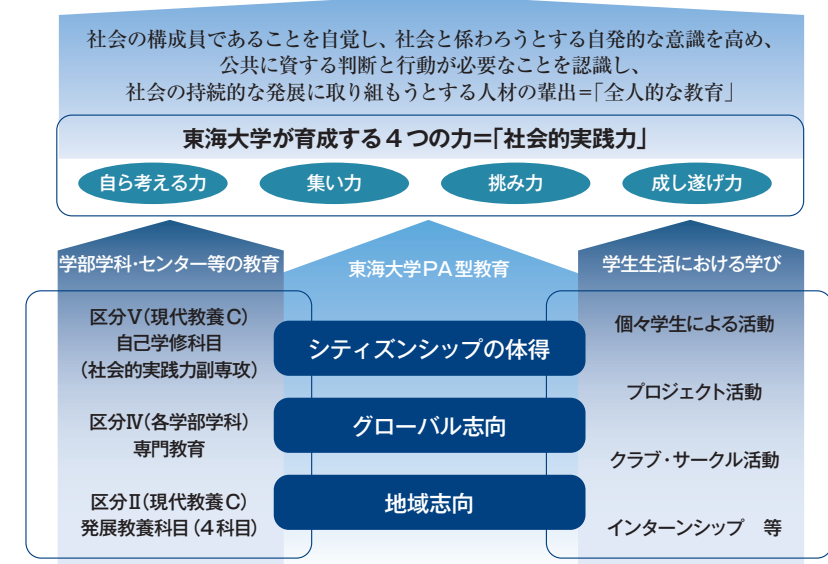 社会の構成員であることを自覚し、社会と係わろうとする自発的な意識を高め、
公共に資する判断と行動が必要なことを認識し、
社会の持続的な発展に取り組もうとする人材の輩出=「全人的な教育」
東海大学が育成する4つの力=「社会的実践力」
自ら考える力
集い力
挑み力
成し遂げ力
学部学科・センター等の教育
区分Ⅴ(現代教養C)
自己学修科目
(社会的実践力副専攻)
区分Ⅳ(各学部学科)
専門教育
区分Ⅱ(現代教養C)
発展教養科目(4科目)
東海大学PA型教育
シティズンシップの体得
グローバル志向
地域志向
学生生活における学び
個々学生による活動
プロジェクト活動
クラブ・サークル活動
インターンシップ 等